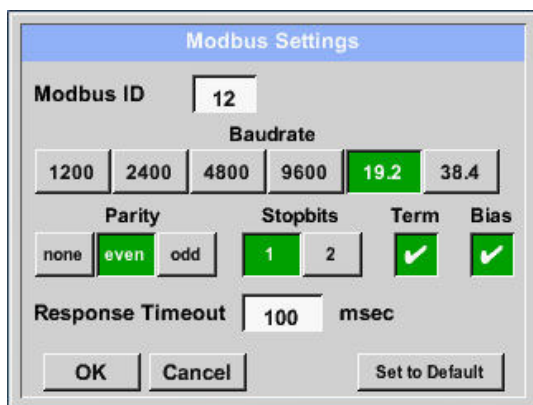 Modbus Settings
Modbus ID 12
Baudrate
1200 2400 4800 9600 19.2 38.4
Parity Stopbits Term Bias
none even odd 1 2 ✔ ✔
Response Timeout 100 msec
OK Cancel Set to Default